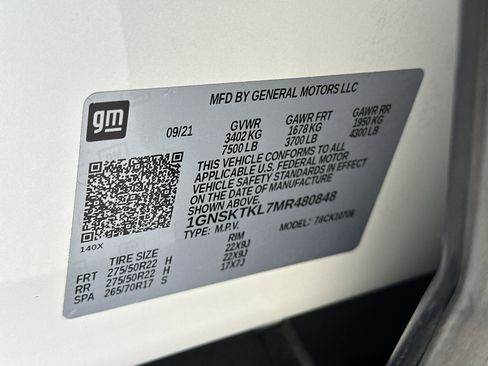 MFD BY GENERAL MOTORS LLC
gm
09/21 GVWR GAWR FRT GAWR RR
3402 KG 1678 KG 1950 KG
7500 LB 3700 LB 4300 LB
THIS VEHICLE CONFORMS TO ALL
APPLICABLE U.S. FEDERAL MOTOR
VEHICLE SAFETY STANDARDS IN EFFECT
ON THE DATE OF MANUFACTURE
SHOWN ABOVE.
1GNSKTKL7MR480848
TYPE: M.P.V. MODEL: T8CK10706
140X
TIRE SIZE RIM
FRT 275/50R22 H 22X9J
RR 275/50R22 H 22X9J
SPA 265/70R17 S 17X7J